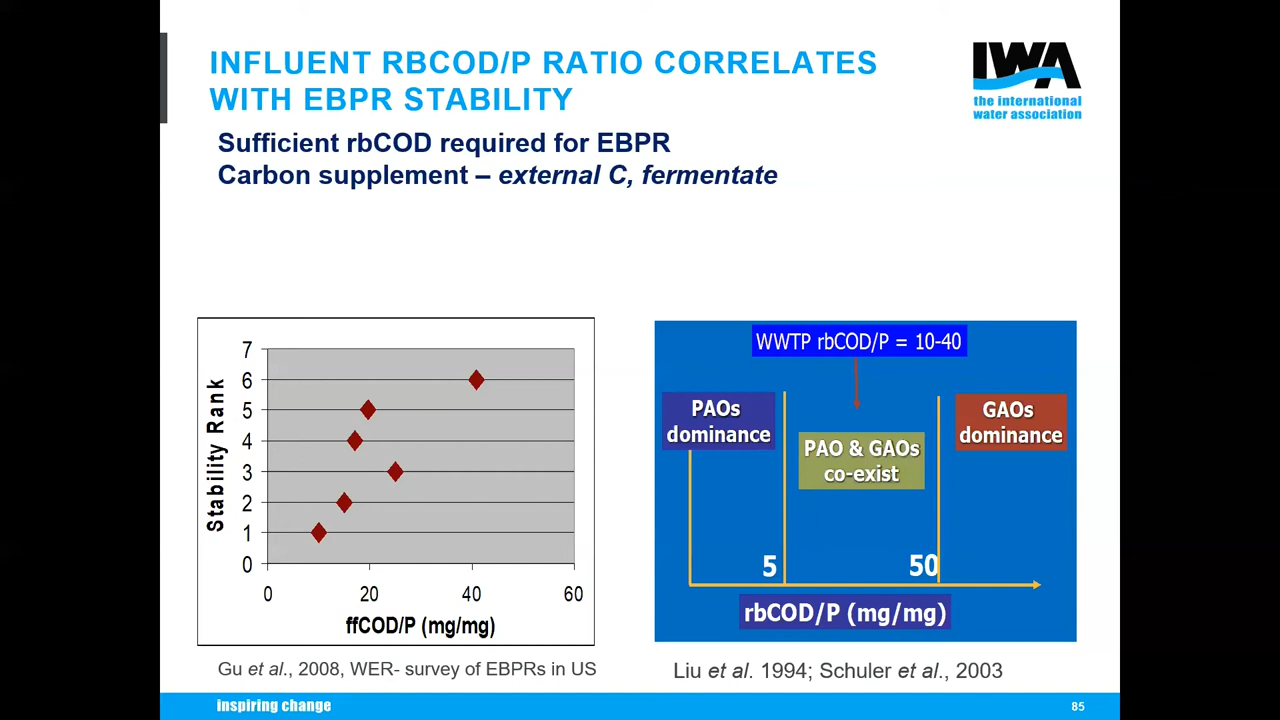 INFLUENT RBCOD/P RATIO CORRELATES
WITH EBPR STABILITY
IWA
the international
water association
Sufficient rbCOD required for EBPR
Carbon supplement – external C, fermentate
7
6
5
4
3
2
1
0
Stability Rank
0 20 40 60
ffCOD/P (mg/mg)
WWTP rbCOD/P = 10-40
PAOs
dominance
PAO & GAOs
co-exist
GAOs
dominance
5
50
rbCOD/P (mg/mg)
Gu et al., 2008, WER- survey of EBPRs in US
Liu et al. 1994; Schuler et al., 2003
inspiring change
85